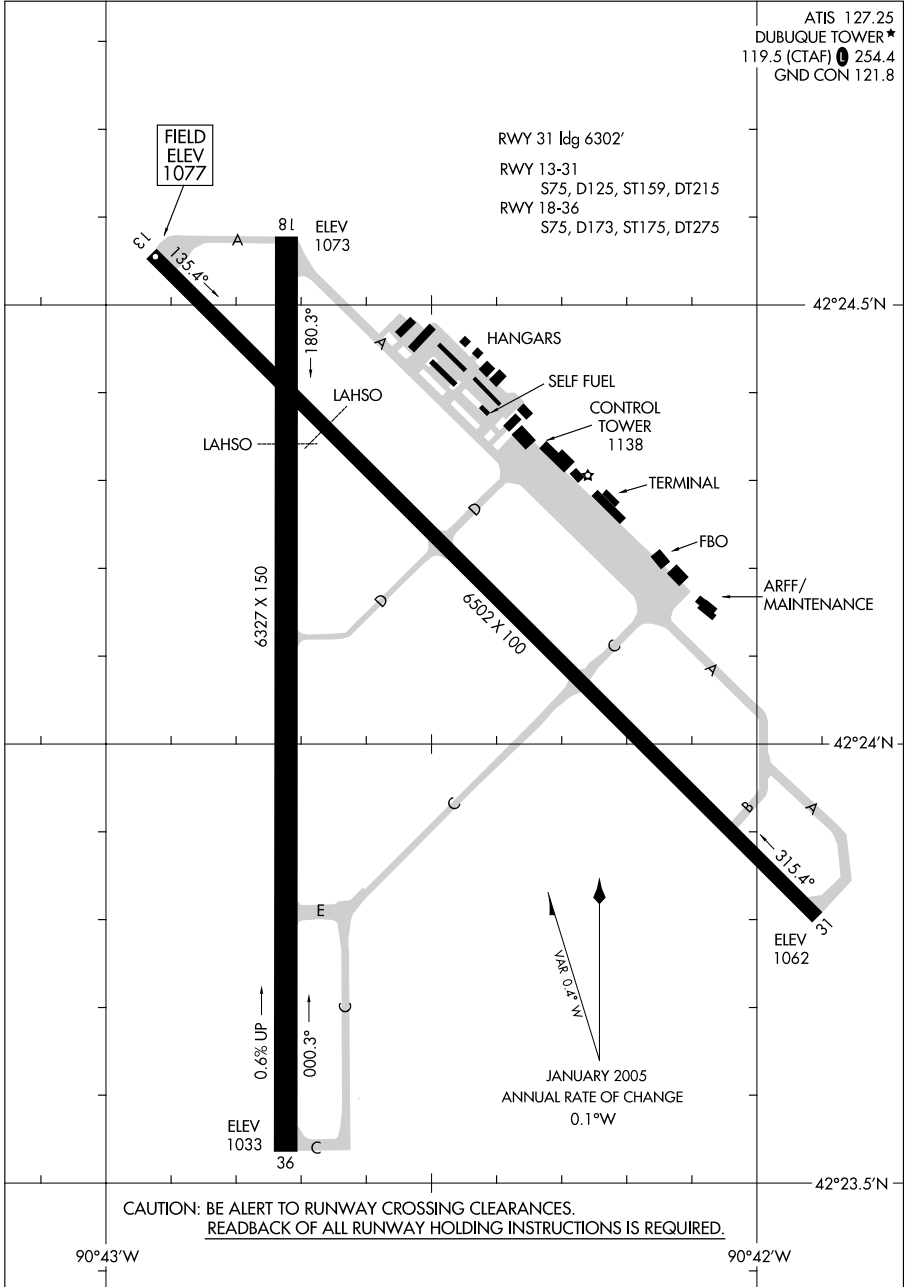 ATIS 127.25
DUBUQUE TOWER★
119.5 (CTAF) L 254.4
GND CON 121.8
FIELD
ELEV
1077
RWY 31 ldg 6302'
RWY 13-31
S75, D125, ST159, DT215
RWY 18-36
S75, D173, ST175, DT275
18
ELEV
1073
A
13
135.4°
42°24.5'N
180.3°
A
HANGARS
SELF FUEL
LAHSO
LAHSO
CONTROL
TOWER
1138
TERMINAL
D
FBO
6327 X 150
D
6502 X 100
ARFF/
MAINTENANCE
C
A
42°24'N
C
B
A
315.4°
E
31
ELEV
1062
VAR 0.4° W
C
0.6% UP
000.3°
JANUARY 2005
ANNUAL RATE OF CHANGE
0.1°W
ELEV
1033
C
36
42°23.5'N
CAUTION: BE ALERT TO RUNWAY CROSSING CLEARANCES.
READBACK OF ALL RUNWAY HOLDING INSTRUCTIONS IS REQUIRED.
90°43'W
90°42'W